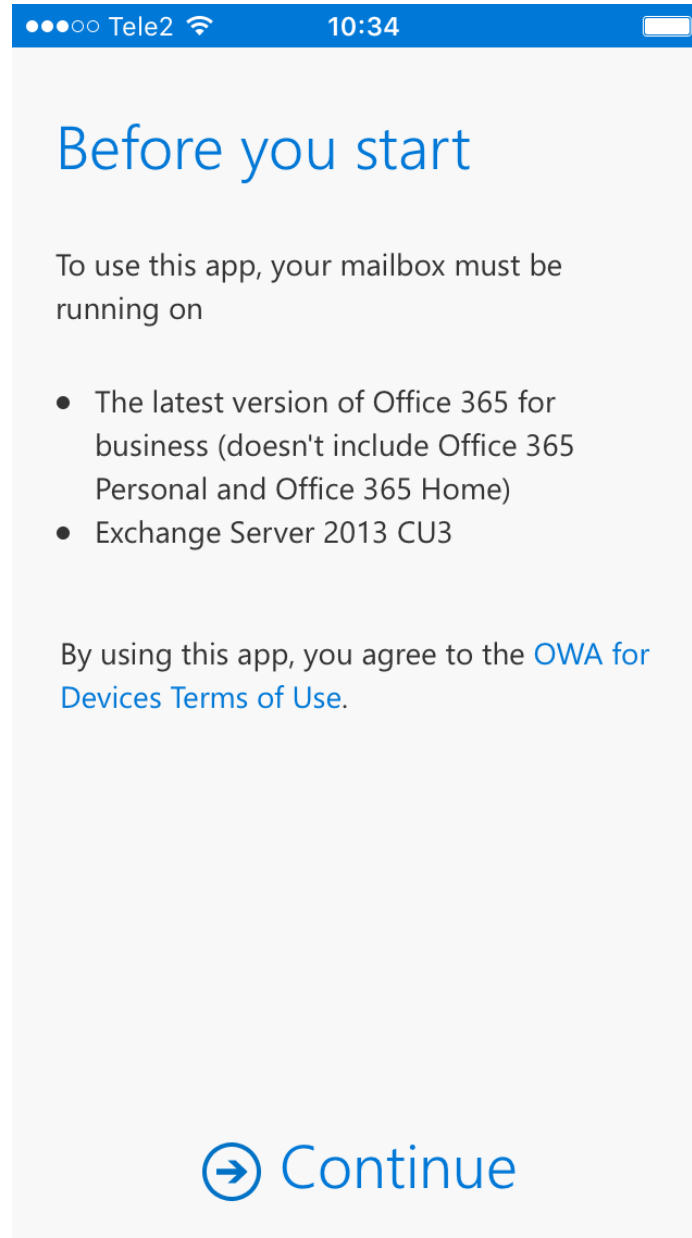 Tele2 10:34
Before you start
To use this app, your mailbox must be
running on
The latest version of Office 365 for
business (doesn't include Office 365
Personal and Office 365 Home)
Exchange Server 2013 CU3
By using this app, you agree to the OWA for
Devices Terms of Use.
Continue